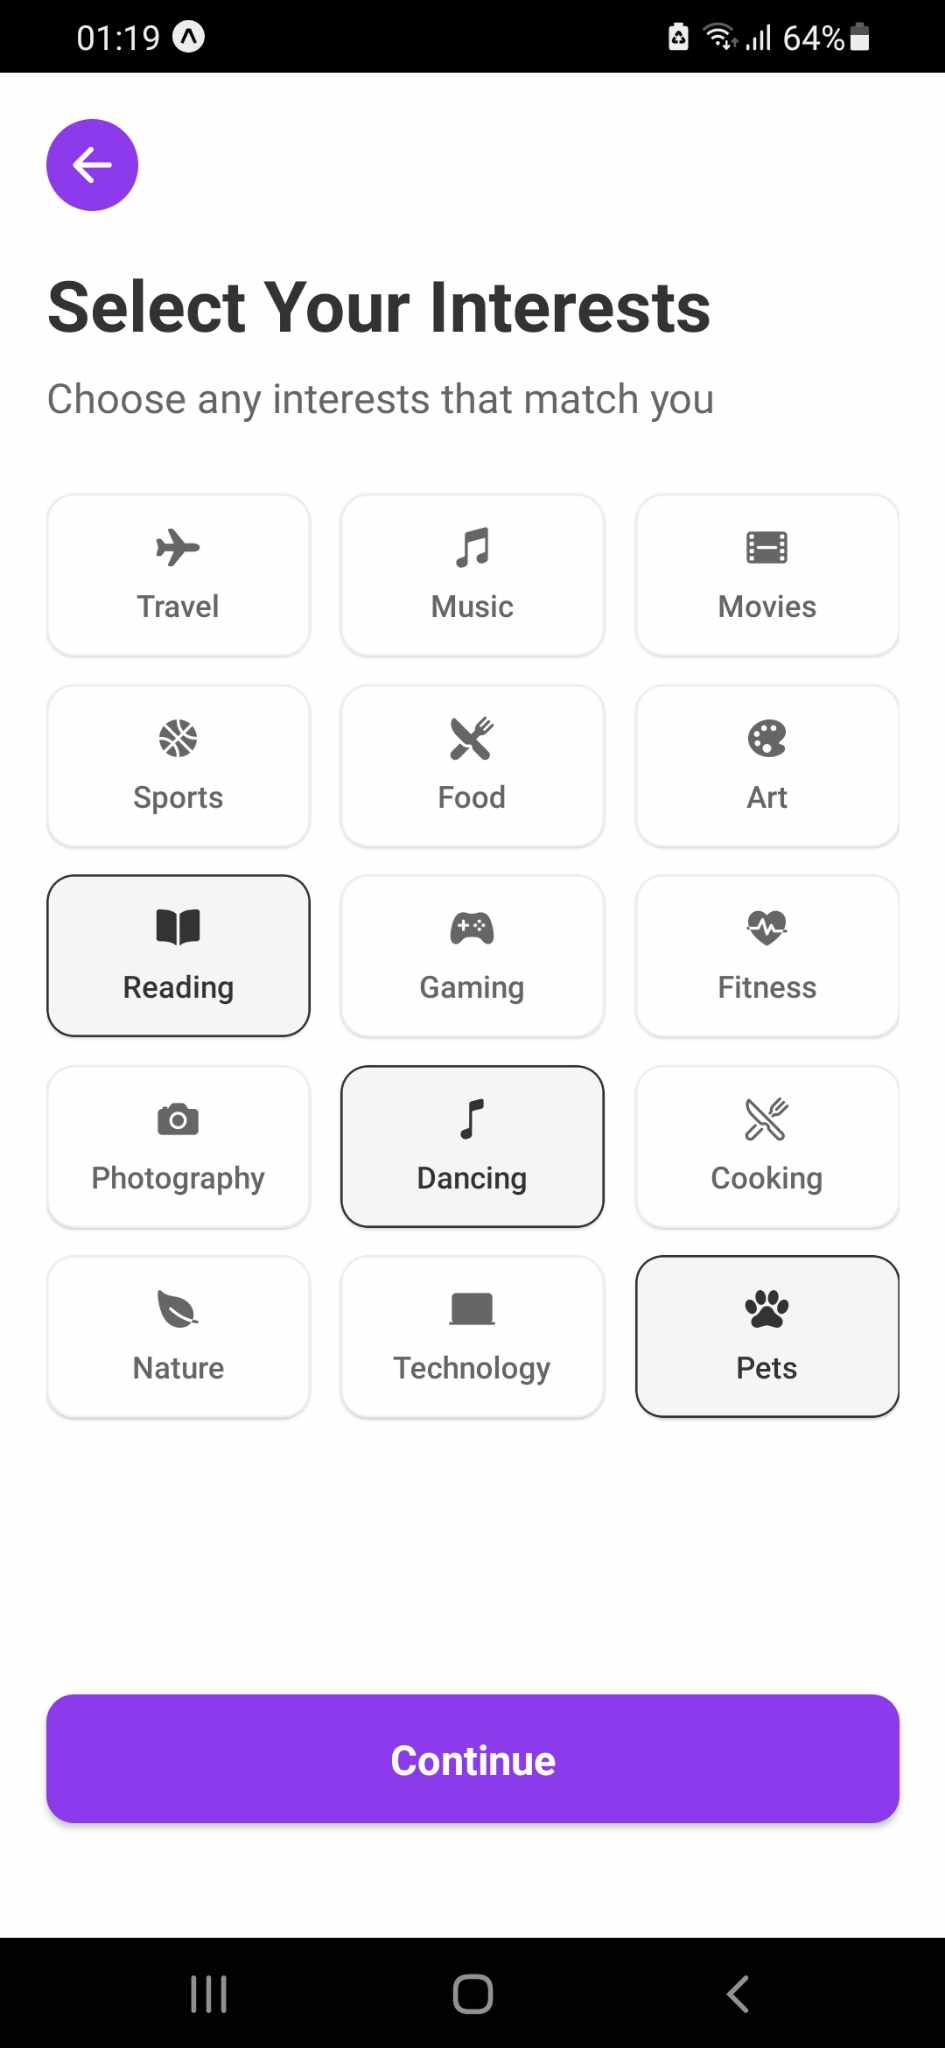 01:19 64%
Select Your Interests
Choose any interests that match you
Travel Music Movies
Sports Food Art
Reading Gaming Fitness
Photography Dancing Cooking
Nature Technology Pets
Continue